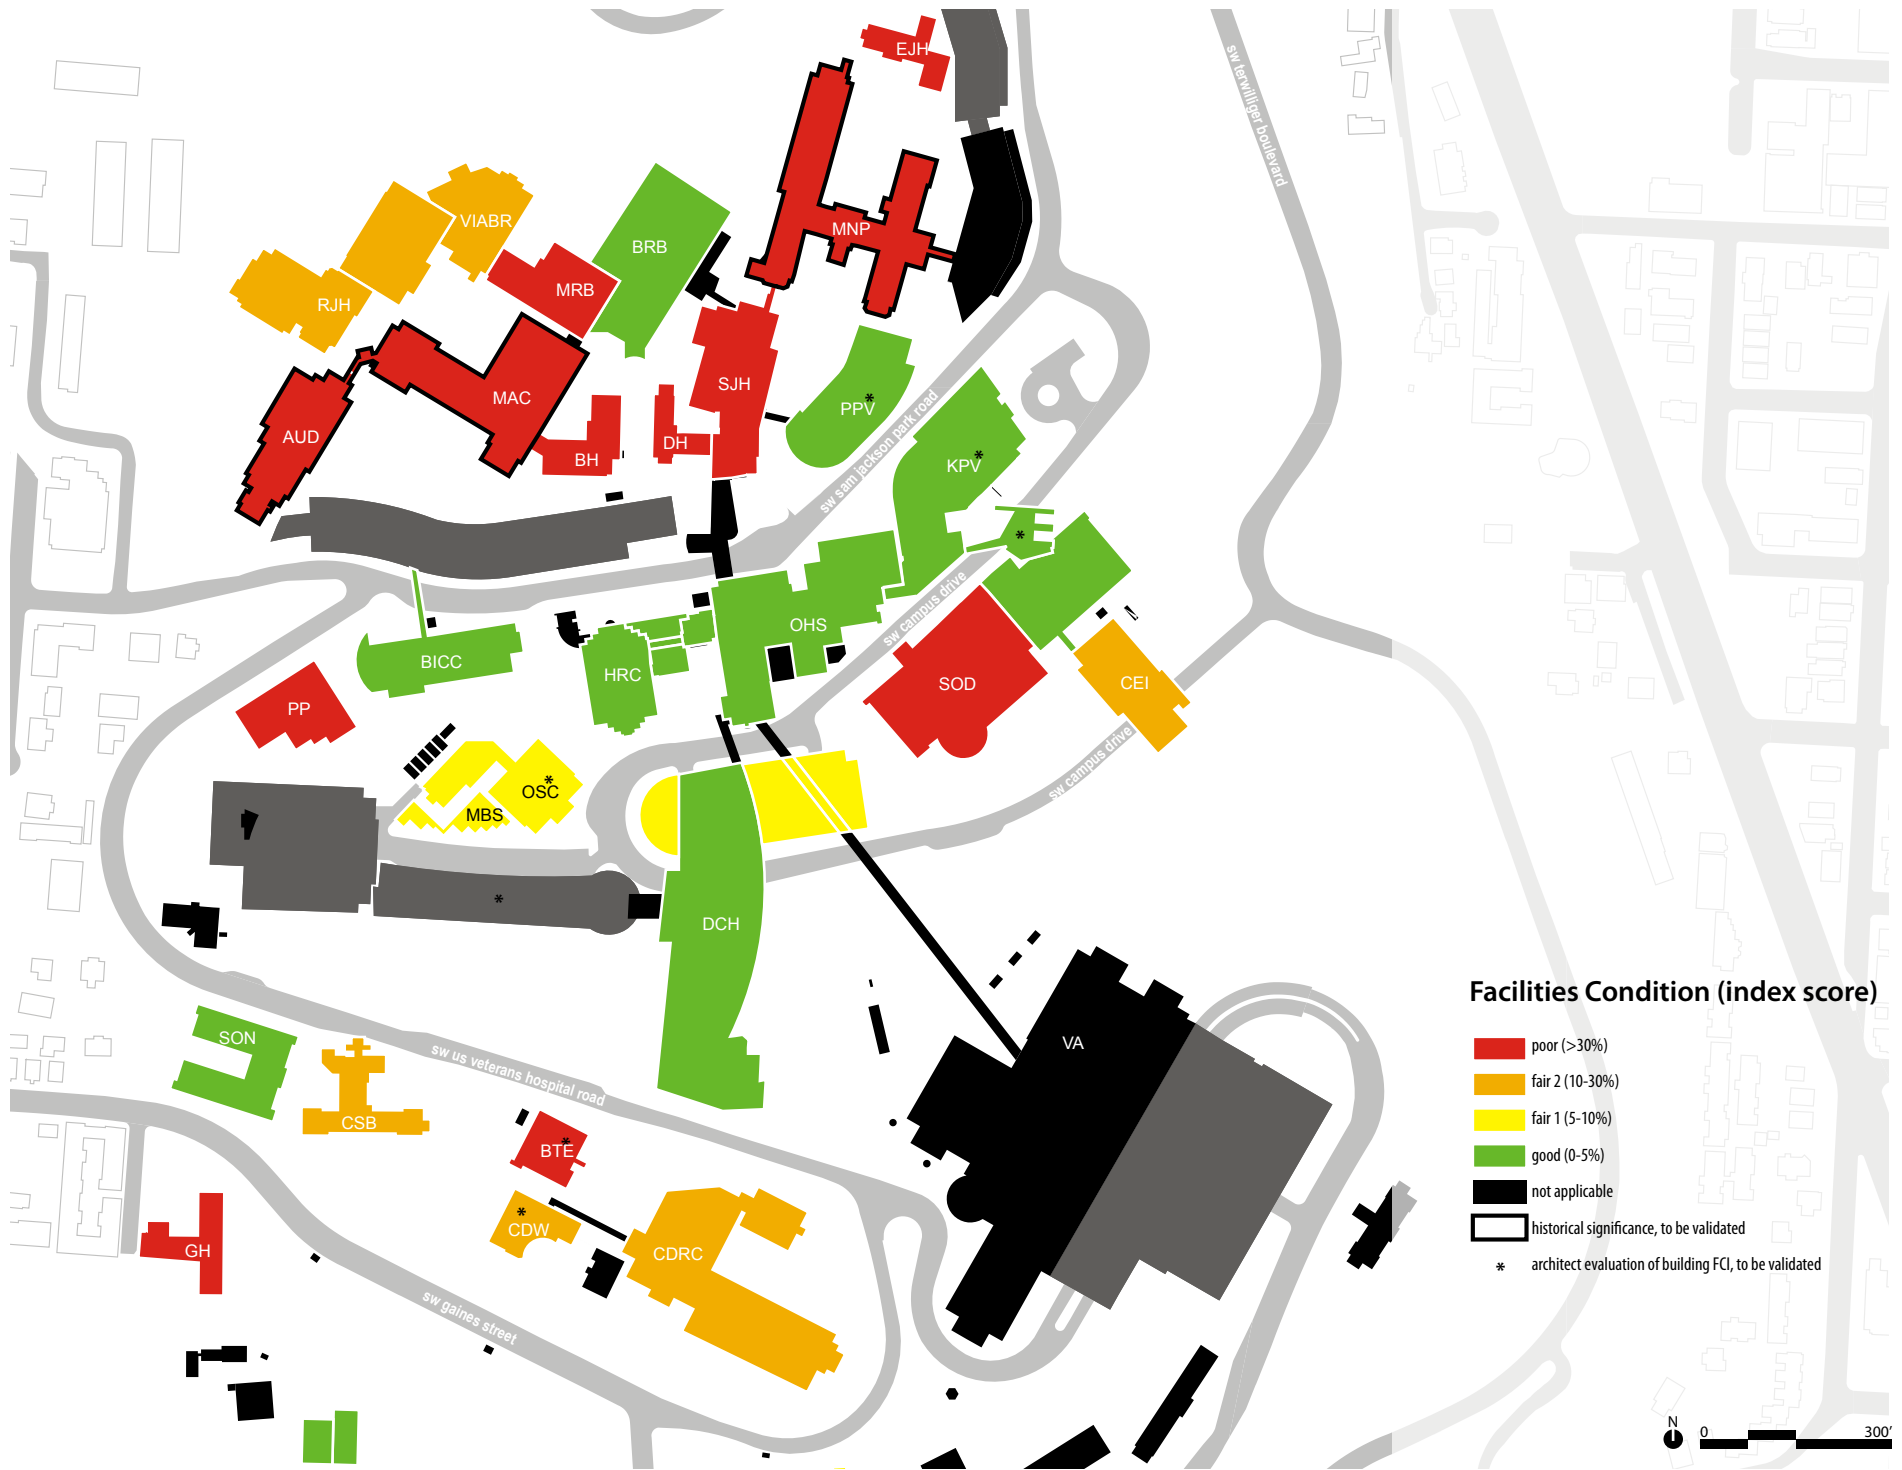 EJH
sw terwilliger boulevard
VIABR
MNP
BRB
MRB
RJH
SJH
MAC
PPV
*
AUD
DH
BH
sw sam jackson park road
KPV
*
*
sw campus drive
OHS
BICC
HRC
SOD
CEI
PP
sw campus drive
OSC
*
MBS
*
DCH
SON
VA
sw us veterans hospital road
CSB
BTE
*
CDW
*
CDRC
GH
sw gaines street
Facilities Condition (index score)
poor (>30%)
fair 2 (10-30%)
fair 1 (5-10%)
good (0-5%)
not applicable
historical significance, to be validated
* architect evaluation of building FCI, to be validated
N
0 300'